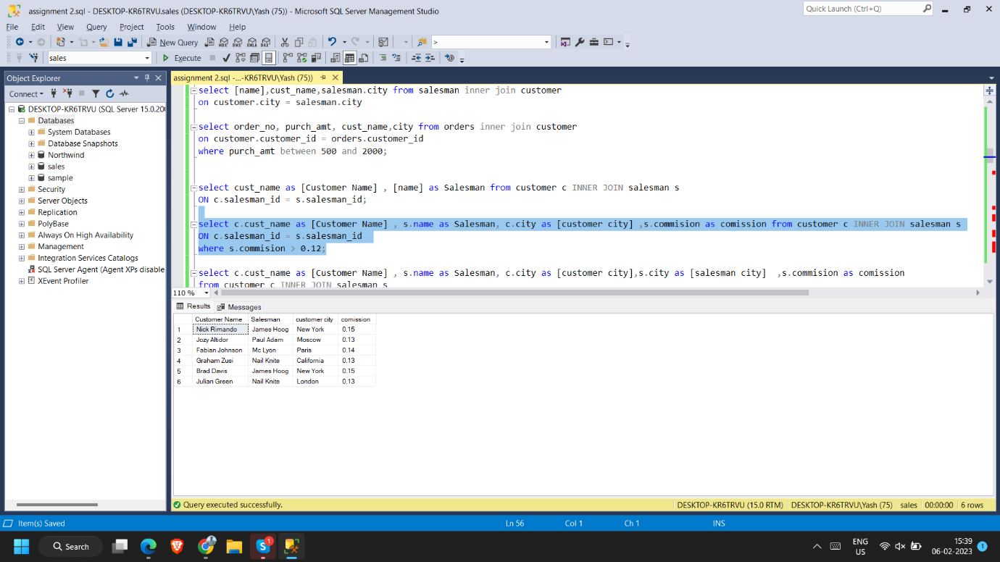 assignment 2.sql - DESKTOP-KR6TRVU.sales (DESKTOP-KR6TRVU\Yash (75)) - Microsoft SQL Server Management Studio
Quick Launch (Ctrl+Q)
File Edit View Query Project Tools Window Help
New Query
>
sales
Execute
Object Explorer
Connect
DESKTOP-KR6TRVU (SQL Server 15.0.200
Databases
System Databases
Database Snapshots
Northwind
sales
sample
Security
Server Objects
Replication
PolyBase
Always On High Availability
Management
Integration Services Catalogs
SQL Server Agent (Agent XPs disable
XEvent Profiler
assignment 2.sql -...-KR6TRVU\Yash (75))
select [name],cust_name,salesman.city from salesman inner join customer
on customer.city = salesman.city
select order_no, purch_amt, cust_name,city from orders inner join customer
on customer.customer_id = orders.customer_id
where purch_amt between 500 and 2000;
select cust_name as [Customer Name] , [name] as Salesman from customer c INNER JOIN salesman s
ON c.salesman_id = s.salesman_id;
select c.cust_name as [Customer Name] , s.name as Salesman, c.city as [customer city] ,s.commision as comission from customer c INNER JOIN salesman s
ON c.salesman_id = s.salesman_id
where s.commision > 0.12;
select c.cust_name as [Customer Name] , s.name as Salesman, c.city as [customer city],s.city as [salesman city]  ,s.commision as comission
from customer c INNER JOIN salesman s
110 %
Results Messages
Customer Name Salesman customer city comission
1 Nick Rimando James Hoog New York 0.15
2 Jozy Altidor Paul Adam Moscow 0.13
3 Fabian Johnson Mc Lyon Paris 0.14
4 Graham Zusi Nail Knite California 0.13
5 Brad Davis James Hoog New York 0.15
6 Julian Green Nail Knite London 0.13
Query executed successfully.
DESKTOP-KR6TRVU (15.0 RTM) DESKTOP-KR6TRVU\Yash (75) sales 00:00:00 6 rows
Item(s) Saved Ln 56 Col 1 Ch 1 INS
Search
S 1
ENG
US
15:39
06-02-2023
1